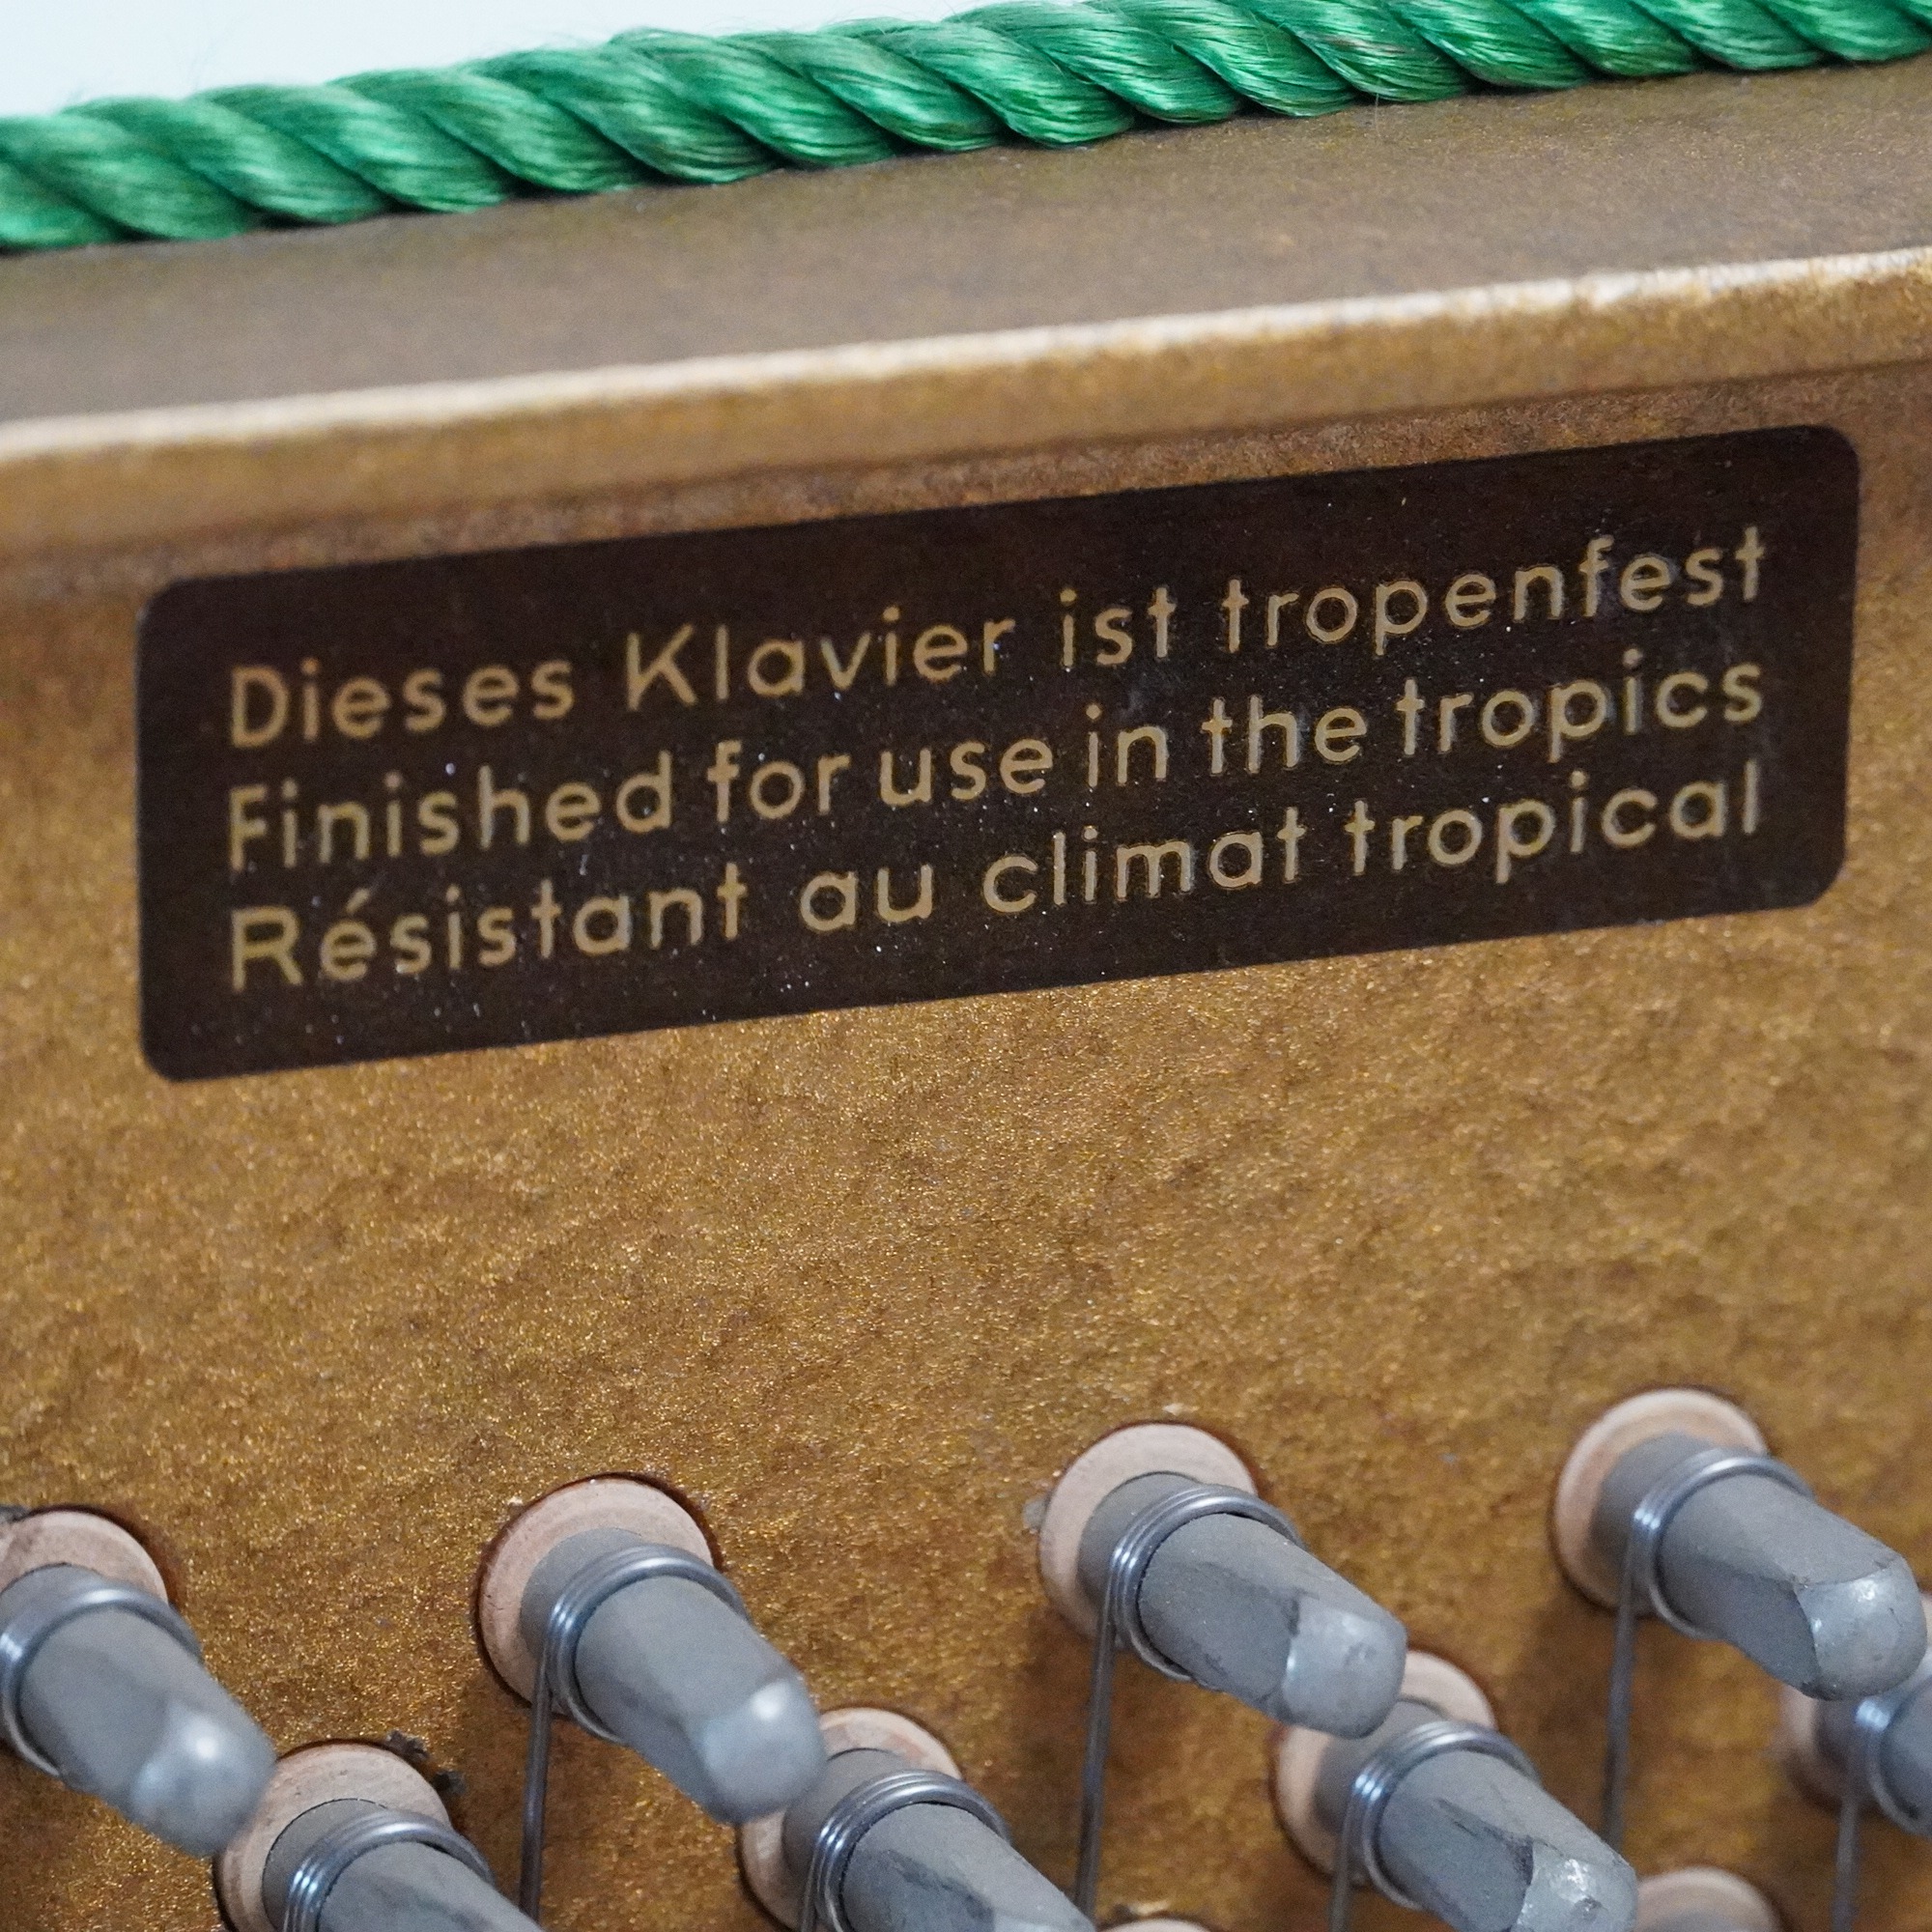 Dieses Klavier ist tropenfest
Finished for use in the tropics
Résistant au climat tropical